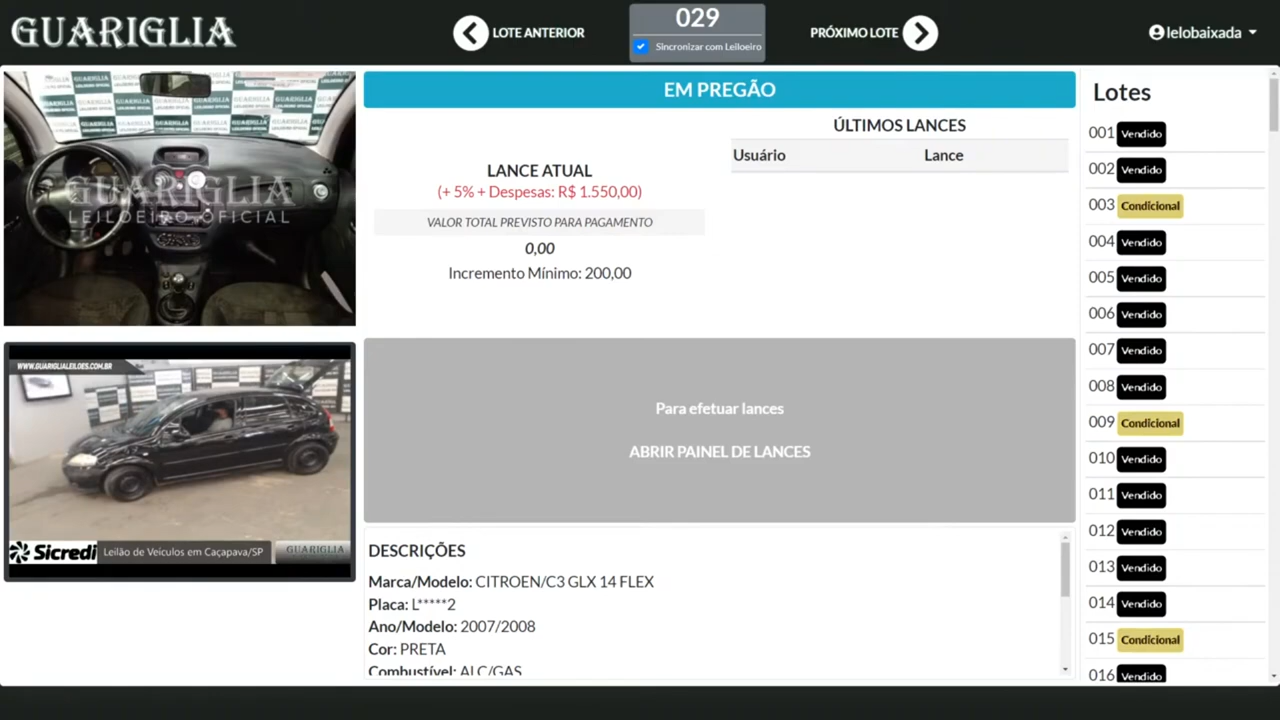 GUARIGLIA
LOTE ANTERIOR
029
Sincronizar com Leiloeiro
PRÓXIMO LOTE
lelobaixada
GUARIGLIA
LEILOEIRO OFICIAL
WWW.GUARIGLIALEILOES.COM.BR
Sicredi
Leilão de Veículos em Caçapava/SP
GUARIGLIA
EM PREGÃO
LANCE ATUAL
(+ 5% + Despesas: R$ 1.550,00)
VALOR TOTAL PREVISTO PARA PAGAMENTO
0,00
Incremento Mínimo: 200,00
ÚLTIMOS LANCES
Usuário Lance
Para efetuar lances
ABRIR PAINEL DE LANCES
DESCRIÇÕES
Marca/Modelo: CITROEN/C3 GLX 14 FLEX
Placa: L*****2
Ano/Modelo: 2007/2008
Cor: PRETA
Combustível: ALC/GAS
Lotes
001 Vendido
002 Vendido
003 Condicional
004 Vendido
005 Vendido
006 Vendido
007 Vendido
008 Vendido
009 Condicional
010 Vendido
011 Vendido
012 Vendido
013 Vendido
014 Vendido
015 Condicional
016 Vendido